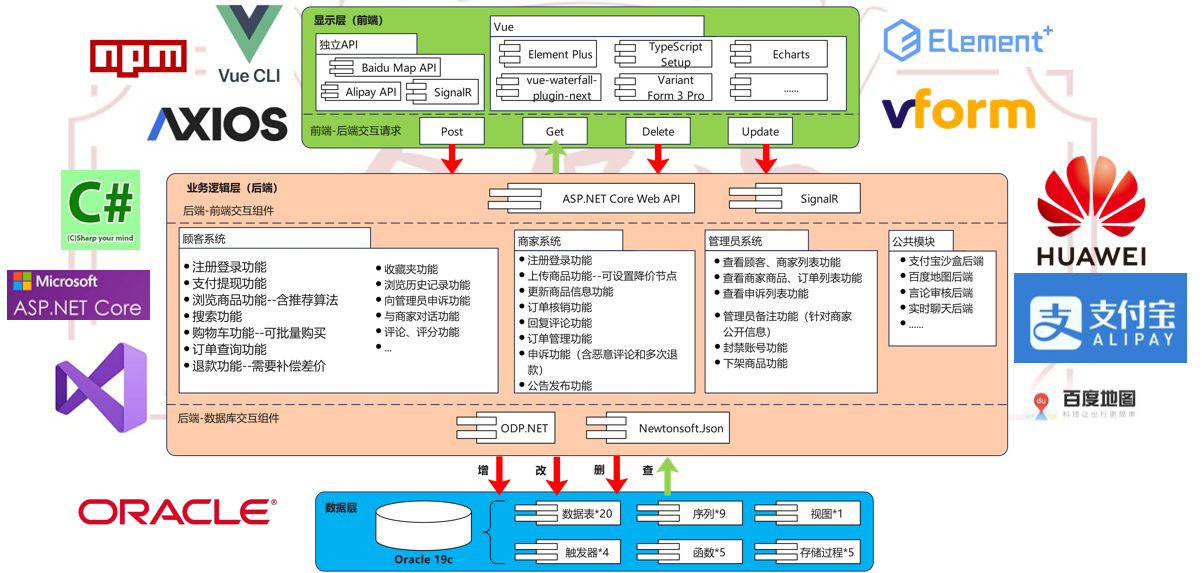 显示层（前端）
独立API
Baidu Map API
Alipay API
SignalR
Vue
Element Plus
TypeScript
Setup
Echarts
vue-waterfall-
plugin-next
Variant
Form 3 Pro
......
前端-后端交互请求
Post
Get
Delete
Update
npm
Vue CLI
AXIOS
Element+
vform
业务逻辑层（后端）
后端-前端交互组件
ASP.NET Core Web API
SignalR
顾客系统
•注册登录功能
•支付提现功能
•浏览商品功能--含推荐算法
•搜索功能
•购物车功能--可批量购买
•订单查询功能
•退款功能--需要补偿差价
•收藏夹功能
•浏览历史记录功能
•向管理员申诉功能
•与商家对话功能
•评论、评分功能
•...
商家系统
•注册登录功能
•上传商品功能--可设置降价节点
•更新商品信息功能
•订单核销功能
•回复评论功能
•订单管理功能
•申诉功能（含恶意评论和多次退
款）
•公告发布功能
管理员系统
•查看顾客、商家列表功能
•查看商家商品、订单列表功能
•查看申诉列表功能
•管理员备注功能（针对商家
公开信息）
•封禁账号功能
•下架商品功能
公共模块
•支付宝沙盒后端
•百度地图后端
•言论审核后端
•实时聊天后端
•......
后端-数据库交互组件
ODP.NET
Newtonsoft.Json
C#
(C)Sharp your mind
Microsoft
ASP.NET Core
HUAWEI
支
支付宝
ALIPAY
du
百度地图
科技让出行更简单
增
改
删
查
数据层
Oracle 19c
数据表*20
序列*9
视图*1
触发器*4
函数*5
存储过程*5
ORACLE®